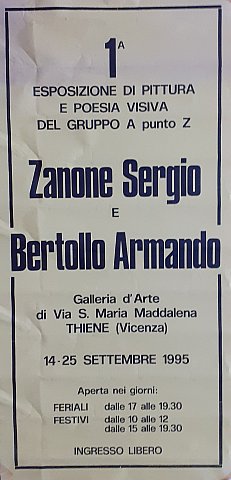 1ª
ESPOSIZIONE DI PITTURA
E POESIA VISIVA
DEL GRUPPO A punto Z
Zanone Sergio
E
Bertollo Armando
Galleria d'Arte
di Via S. Maria Maddalena
THIENE (Vicenza)
14-25 SETTEMBRE 1995
Aperta nei giorni:
FERIALI dalle 17 alle 19.30
FESTIVI dalle 10 alle 12
dalle 15 alle 19.30
INGRESSO LIBERO